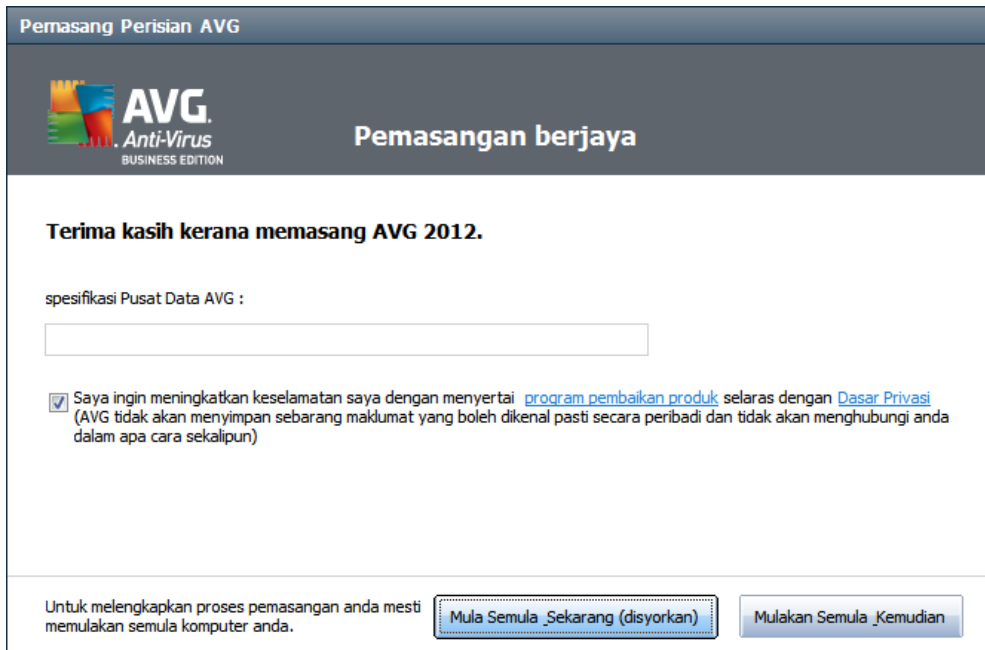 Pemasang Perisian AVG
AVG.
Anti-Virus
BUSINESS EDITION
Pemasangan berjaya
Terima kasih kerana memasang AVG 2012.
spesifikasi Pusat Data AVG :
Saya ingin meningkatkan keselamatan saya dengan menyertai program pembaikan produk selaras dengan Dasar Privasi
(AVG tidak akan menyimpan sebarang maklumat yang boleh dikenal pasti secara peribadi dan tidak akan menghubungi anda
dalam apa cara sekalipun)
Untuk melengkapkan proses pemasangan anda mesti
memulakan semula komputer anda.
Mula Semula _Sekarang (disyorkan)
Mulakan Semula _Kemudian